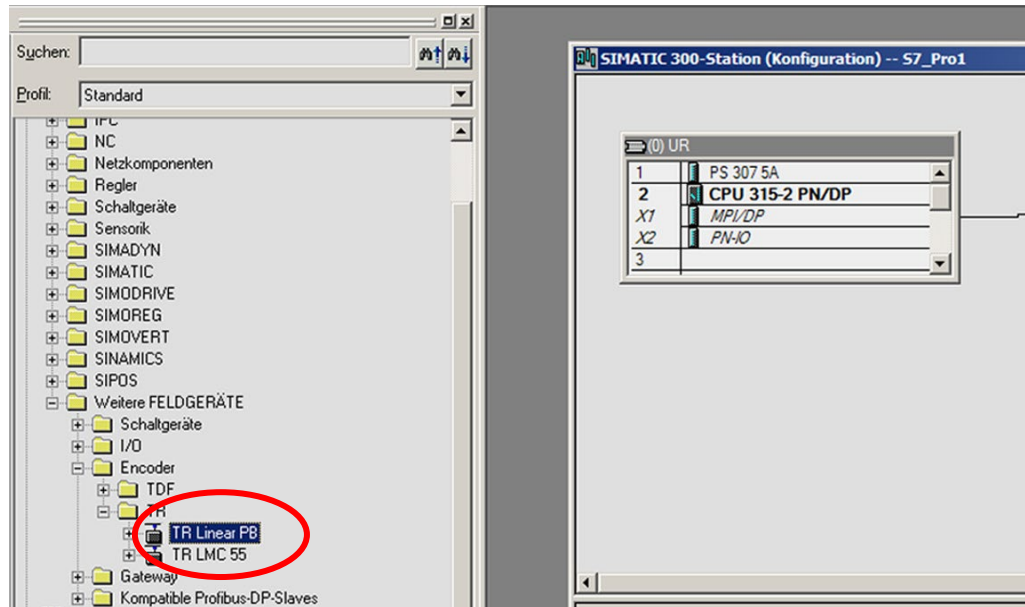 Suchen:
Profil: Standard
IPC
NC
Netzkomponenten
Regler
Schaltgeräte
Sensorik
SIMADYN
SIMATIC
SIMODRIVE
SIMOREG
SIMOVERT
SINAMICS
SIPOS
Weitere FELDGERÄTE
Schaltgeräte
I/O
Encoder
TDF
TR
TR Linear PB
TR LMC 55
Gateway
Kompatible Profibus-DP-Slaves
SIMATIC 300-Station (Konfiguration) -- S7_Pro1
(0) UR
1 PS 307 5A
2 CPU 315-2 PN/DP
X1 MPI/DP
X2 PN-IO
3